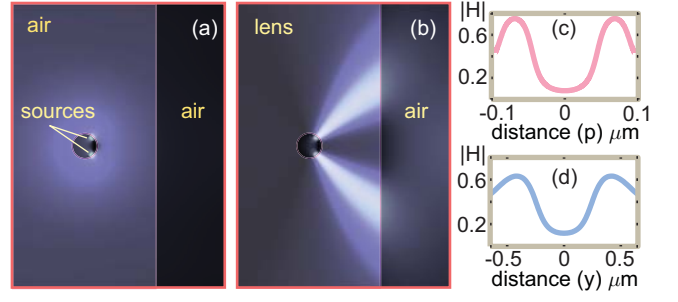 air
(a)
sources
air
lens
(b)
air
|H|
0.6
0.2
(c)
-0.1
0
0.1
distance (p) μm
|H|
0.6
0.2
(d)
-0.5
0
0.5
distance (y) μm